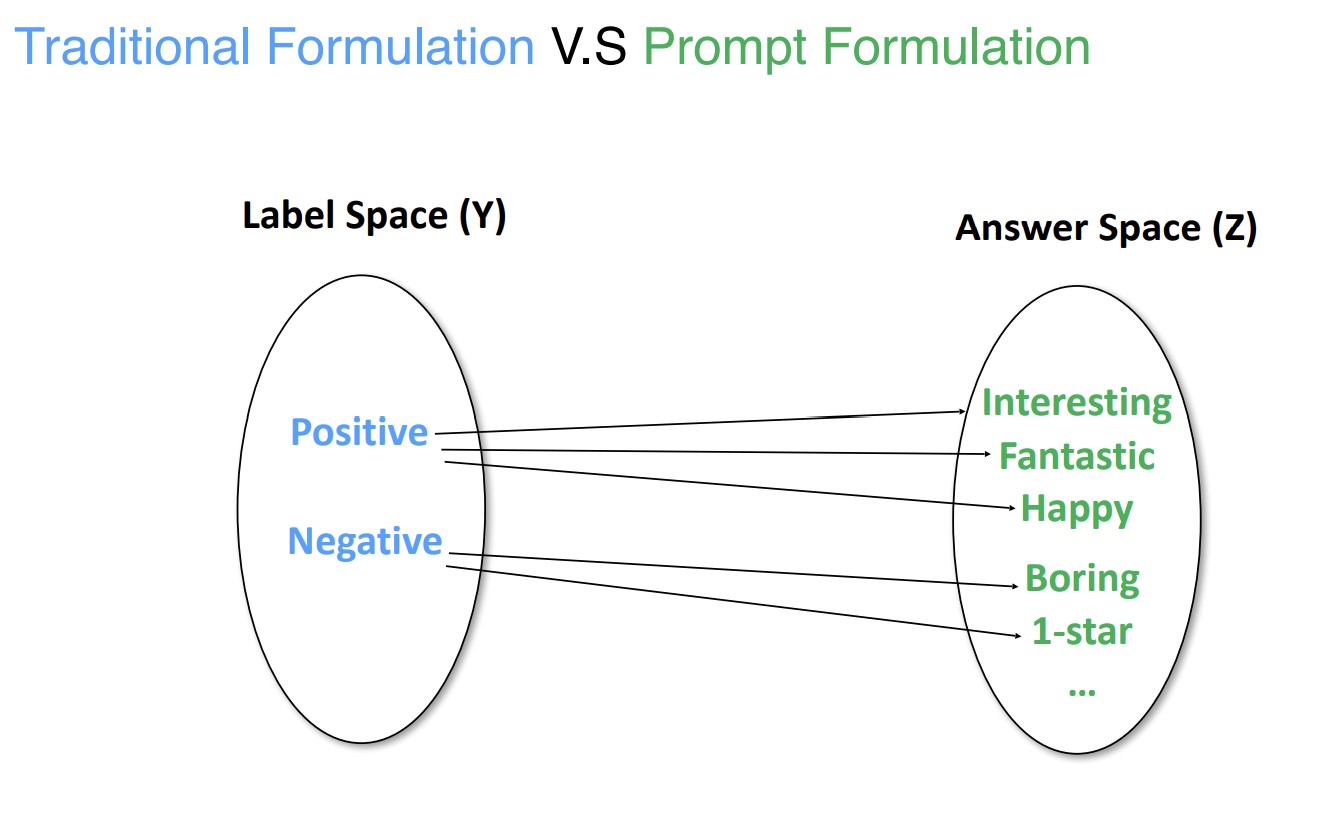 Traditional Formulation V.S Prompt Formulation
Label Space (Y)
Answer Space (Z)
Positive
Negative
Interesting
Fantastic
Happy
Boring
1-star
...